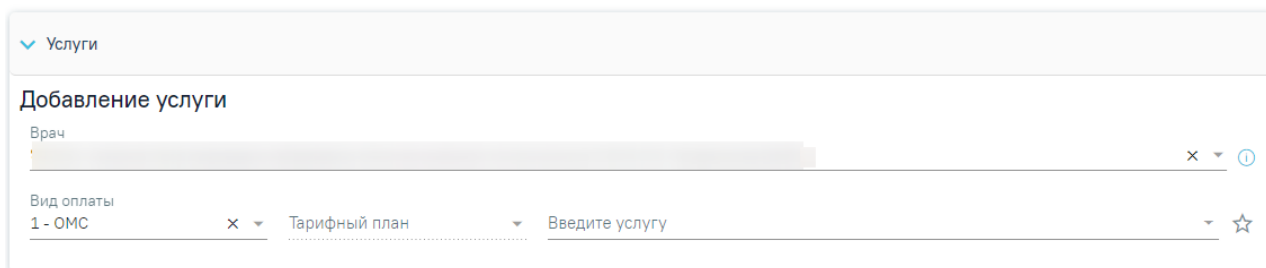 Услуги
Добавление услуги
Врач
Вид оплаты
1 - ОМС Тарифный план Введите услугу